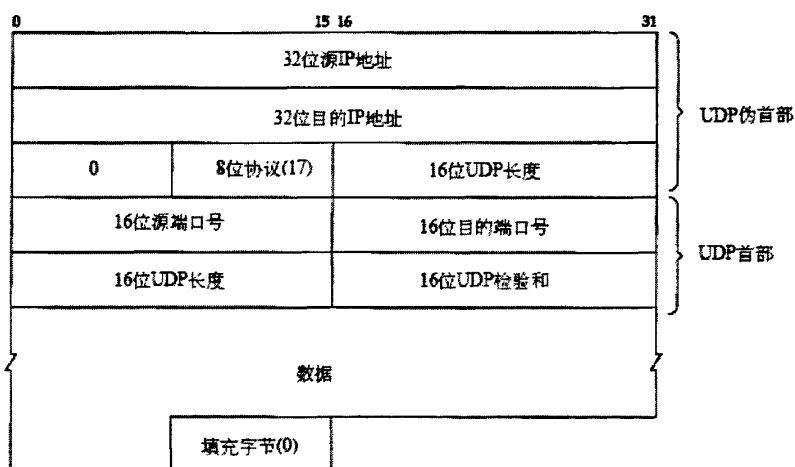 0 15 16 31
32位源IP地址
32位目的IP地址
UDP伪首部
0 8位协议(17) 16位UDP长度
16位源端口号 16位目的端口号
UDP首部
16位UDP长度 16位UDP检验和
数据
填充字节(0)